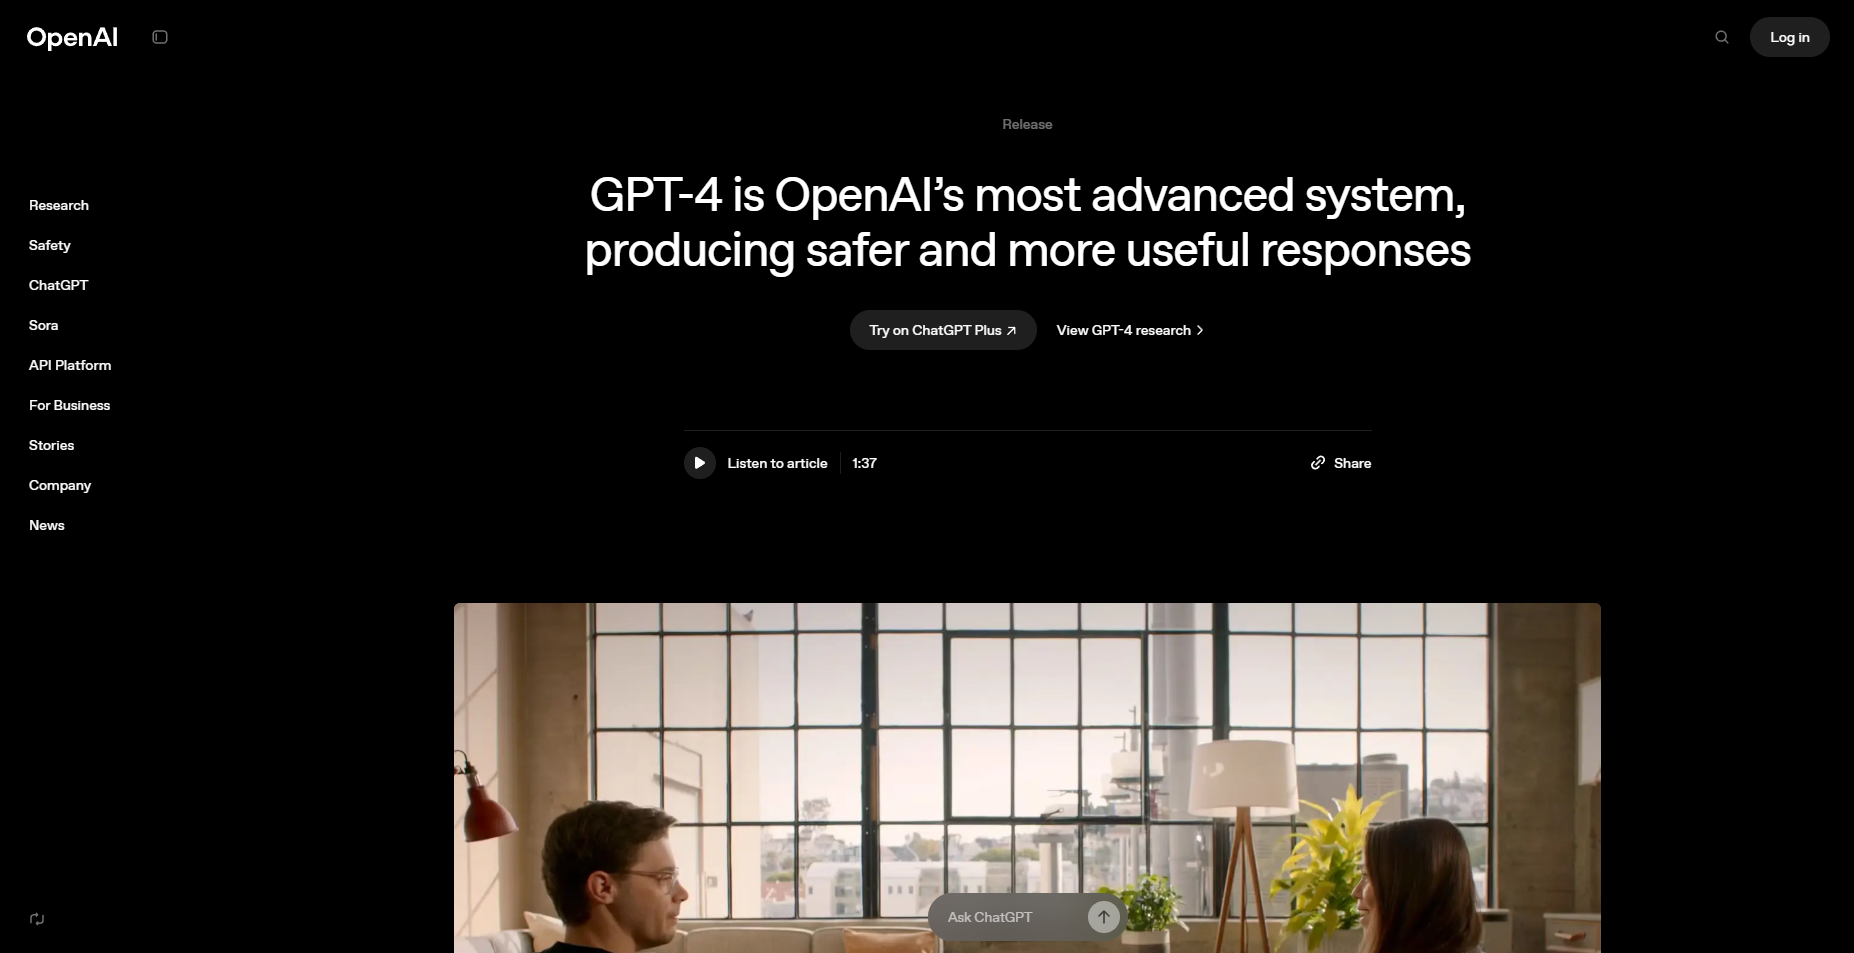 OpenAI
Log in
Research
Safety
ChatGPT
Sora
API Platform
For Business
Stories
Company
News
Release
GPT-4 is OpenAI’s most advanced system,
producing safer and more useful responses
Try on ChatGPT Plus
View GPT-4 research
Listen to article
1:37
Share
Ask ChatGPT